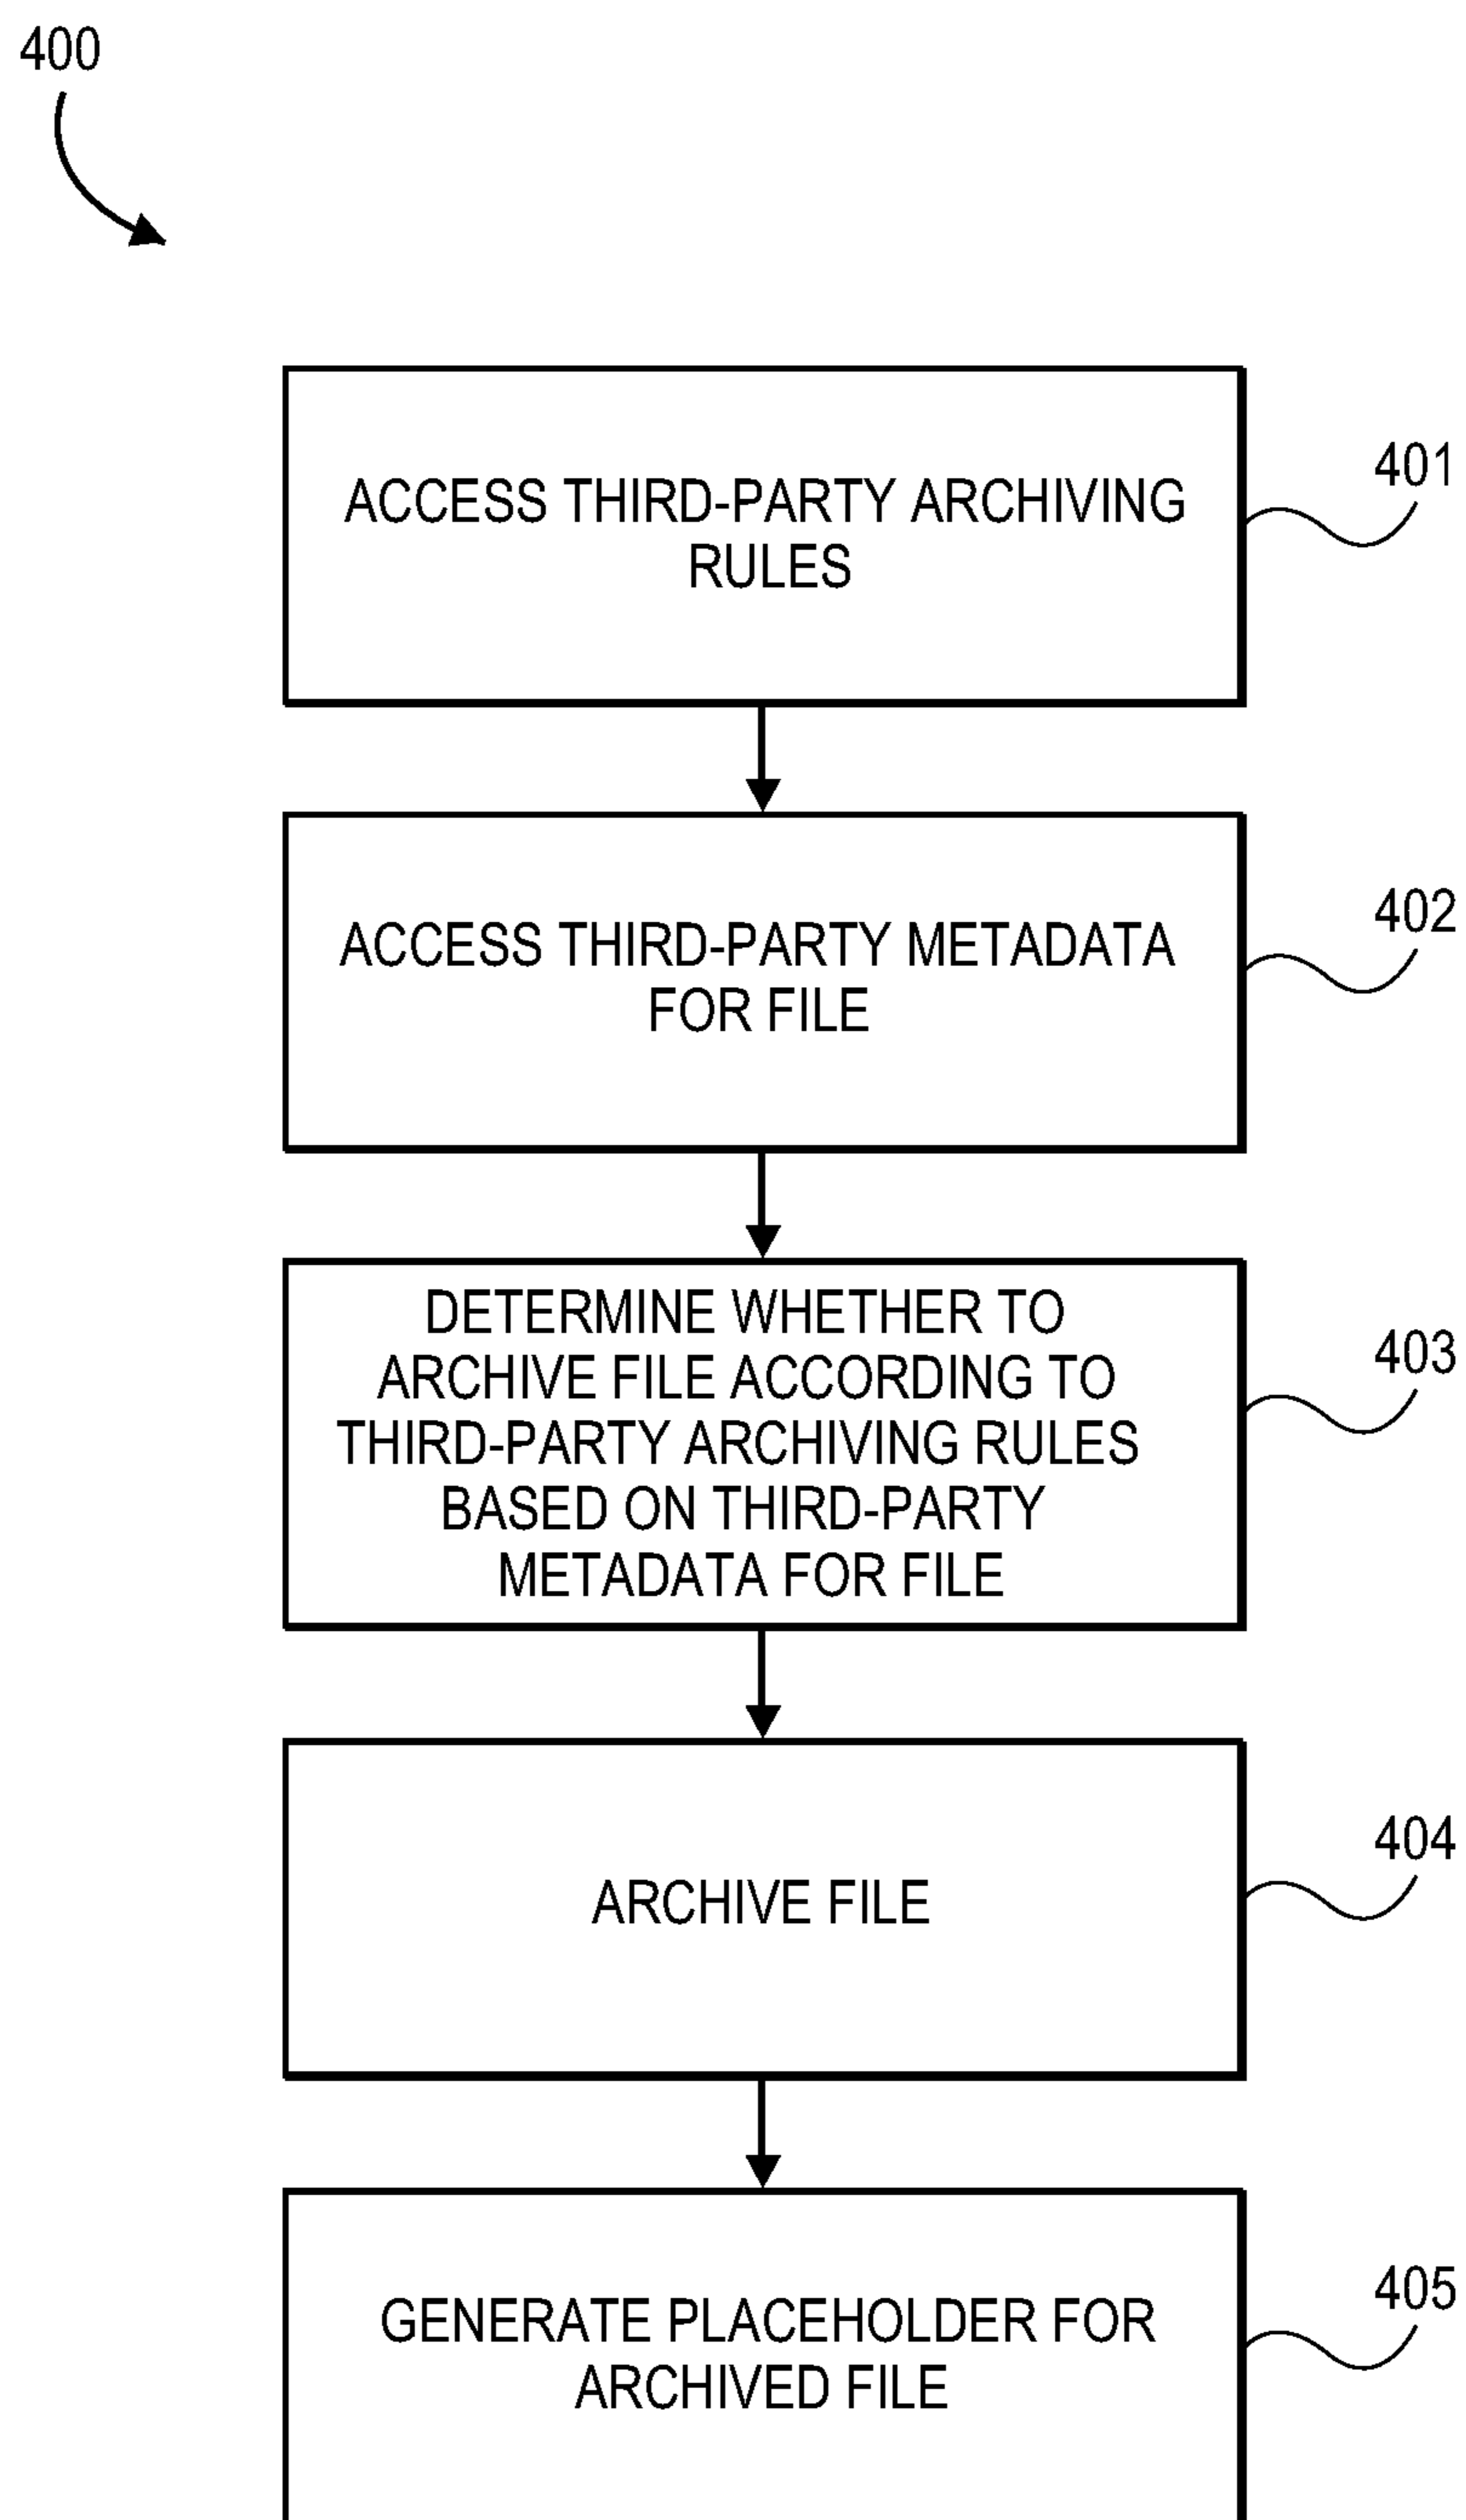 400
ACCESS THIRD-PARTY ARCHIVING
RULES
401
ACCESS THIRD-PARTY METADATA
FOR FILE
402
DETERMINE WHETHER TO
ARCHIVE FILE ACCORDING TO
THIRD-PARTY ARCHIVING RULES
BASED ON THIRD-PARTY
METADATA FOR FILE
403
ARCHIVE FILE
404
GENERATE PLACEHOLDER FOR
ARCHIVED FILE
405